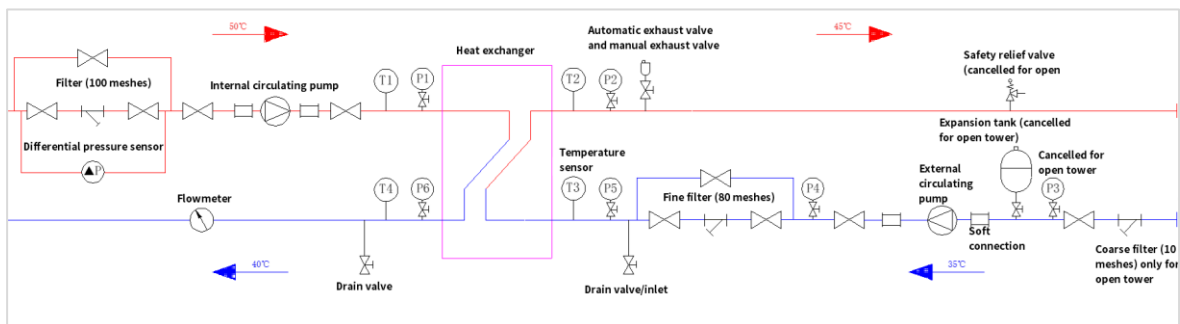 50℃
45℃
Automatic exhaust valve
and manual exhaust valve
Heat exchanger
Safety relief valve
(cancelled for open
Filter (100 meshes)
Internal circulating pump
T1
P1
T2
P2
Differential pressure sensor
P
Expansion tank (cancelled
for open tower)
Temperature
sensor
External
circulating
pump
Cancelled for
open tower
Flowmeter
T4
P6
T3
P5
Fine filter (80 meshes)
P4
P3
Soft
connection
Coarse filter (10
meshes) only for
open tower
40℃
35℃
Drain valve
Drain valve/inlet